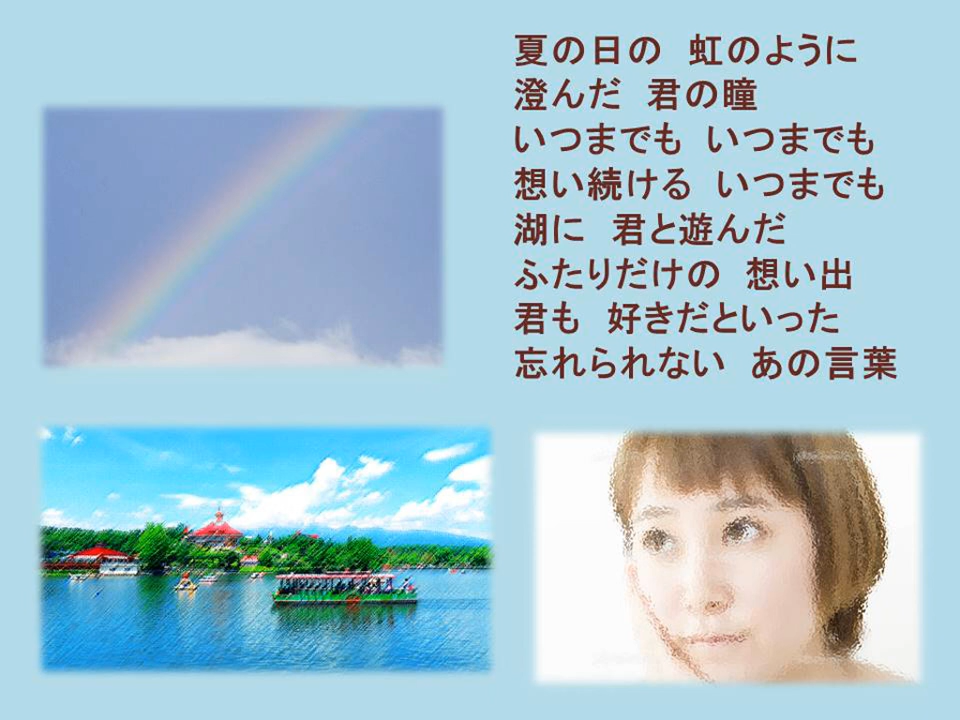 夏の日の　虹のように
澄んだ　君の瞳
いつまでも　いつまでも
想い続ける　いつまでも
湖に　君と遊んだ
ふたりだけの　想い出
君も　好きだといった
忘れられない　あの言葉